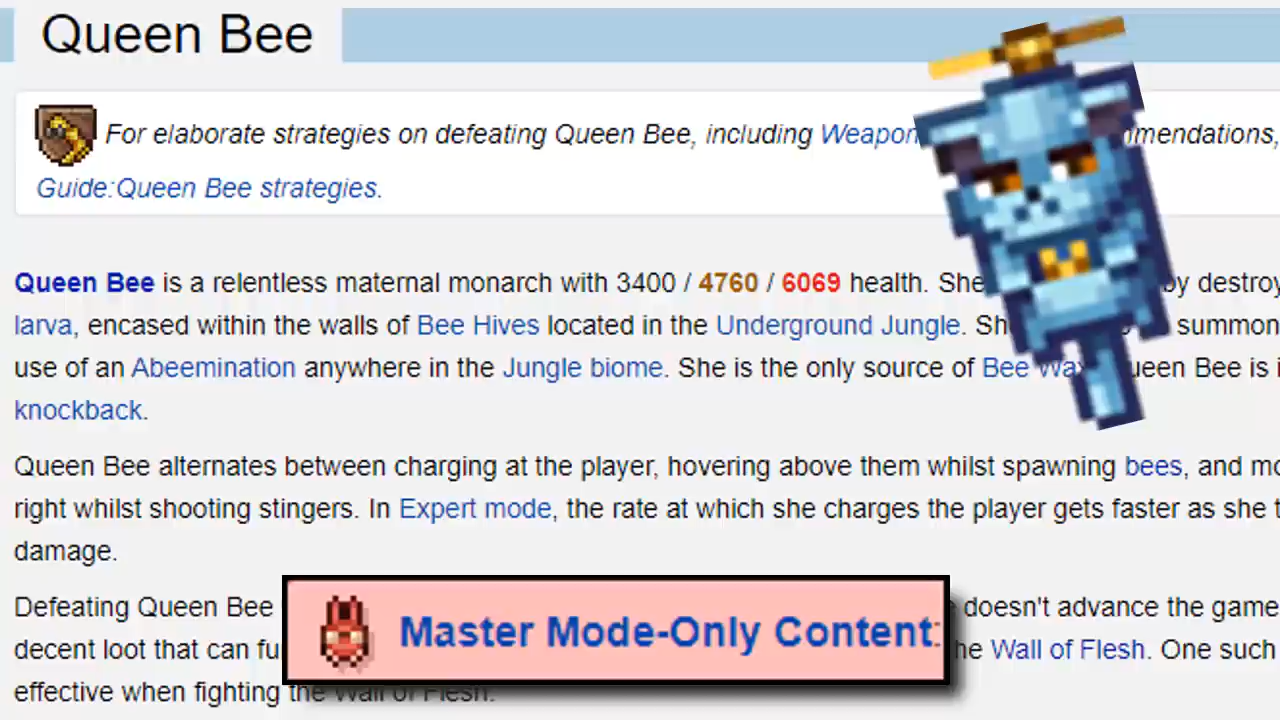 Queen Bee
For elaborate strategies on defeating Queen Bee, including Weapon mmendations,
Guide:Queen Bee strategies.
Queen Bee is a relentless maternal monarch with 3400 / 4760 / 6069 health. She by destroy
larva, encased within the walls of Bee Hives located in the Underground Jungle. Sh summon
use of an Abeemination anywhere in the Jungle biome. She is the only source of Bee Wax ueen Bee is i
knockback.
Queen Bee alternates between charging at the player, hovering above them whilst spawning bees, and mo
right whilst shooting stingers. In Expert mode, the rate at which she charges the player gets faster as she t
damage.
Defeating Queen Bee doesn't advance the game
Master Mode-Only Content:
decent loot that can fu he Wall of Flesh. One such
effective when fighting the Wall of Flesh.